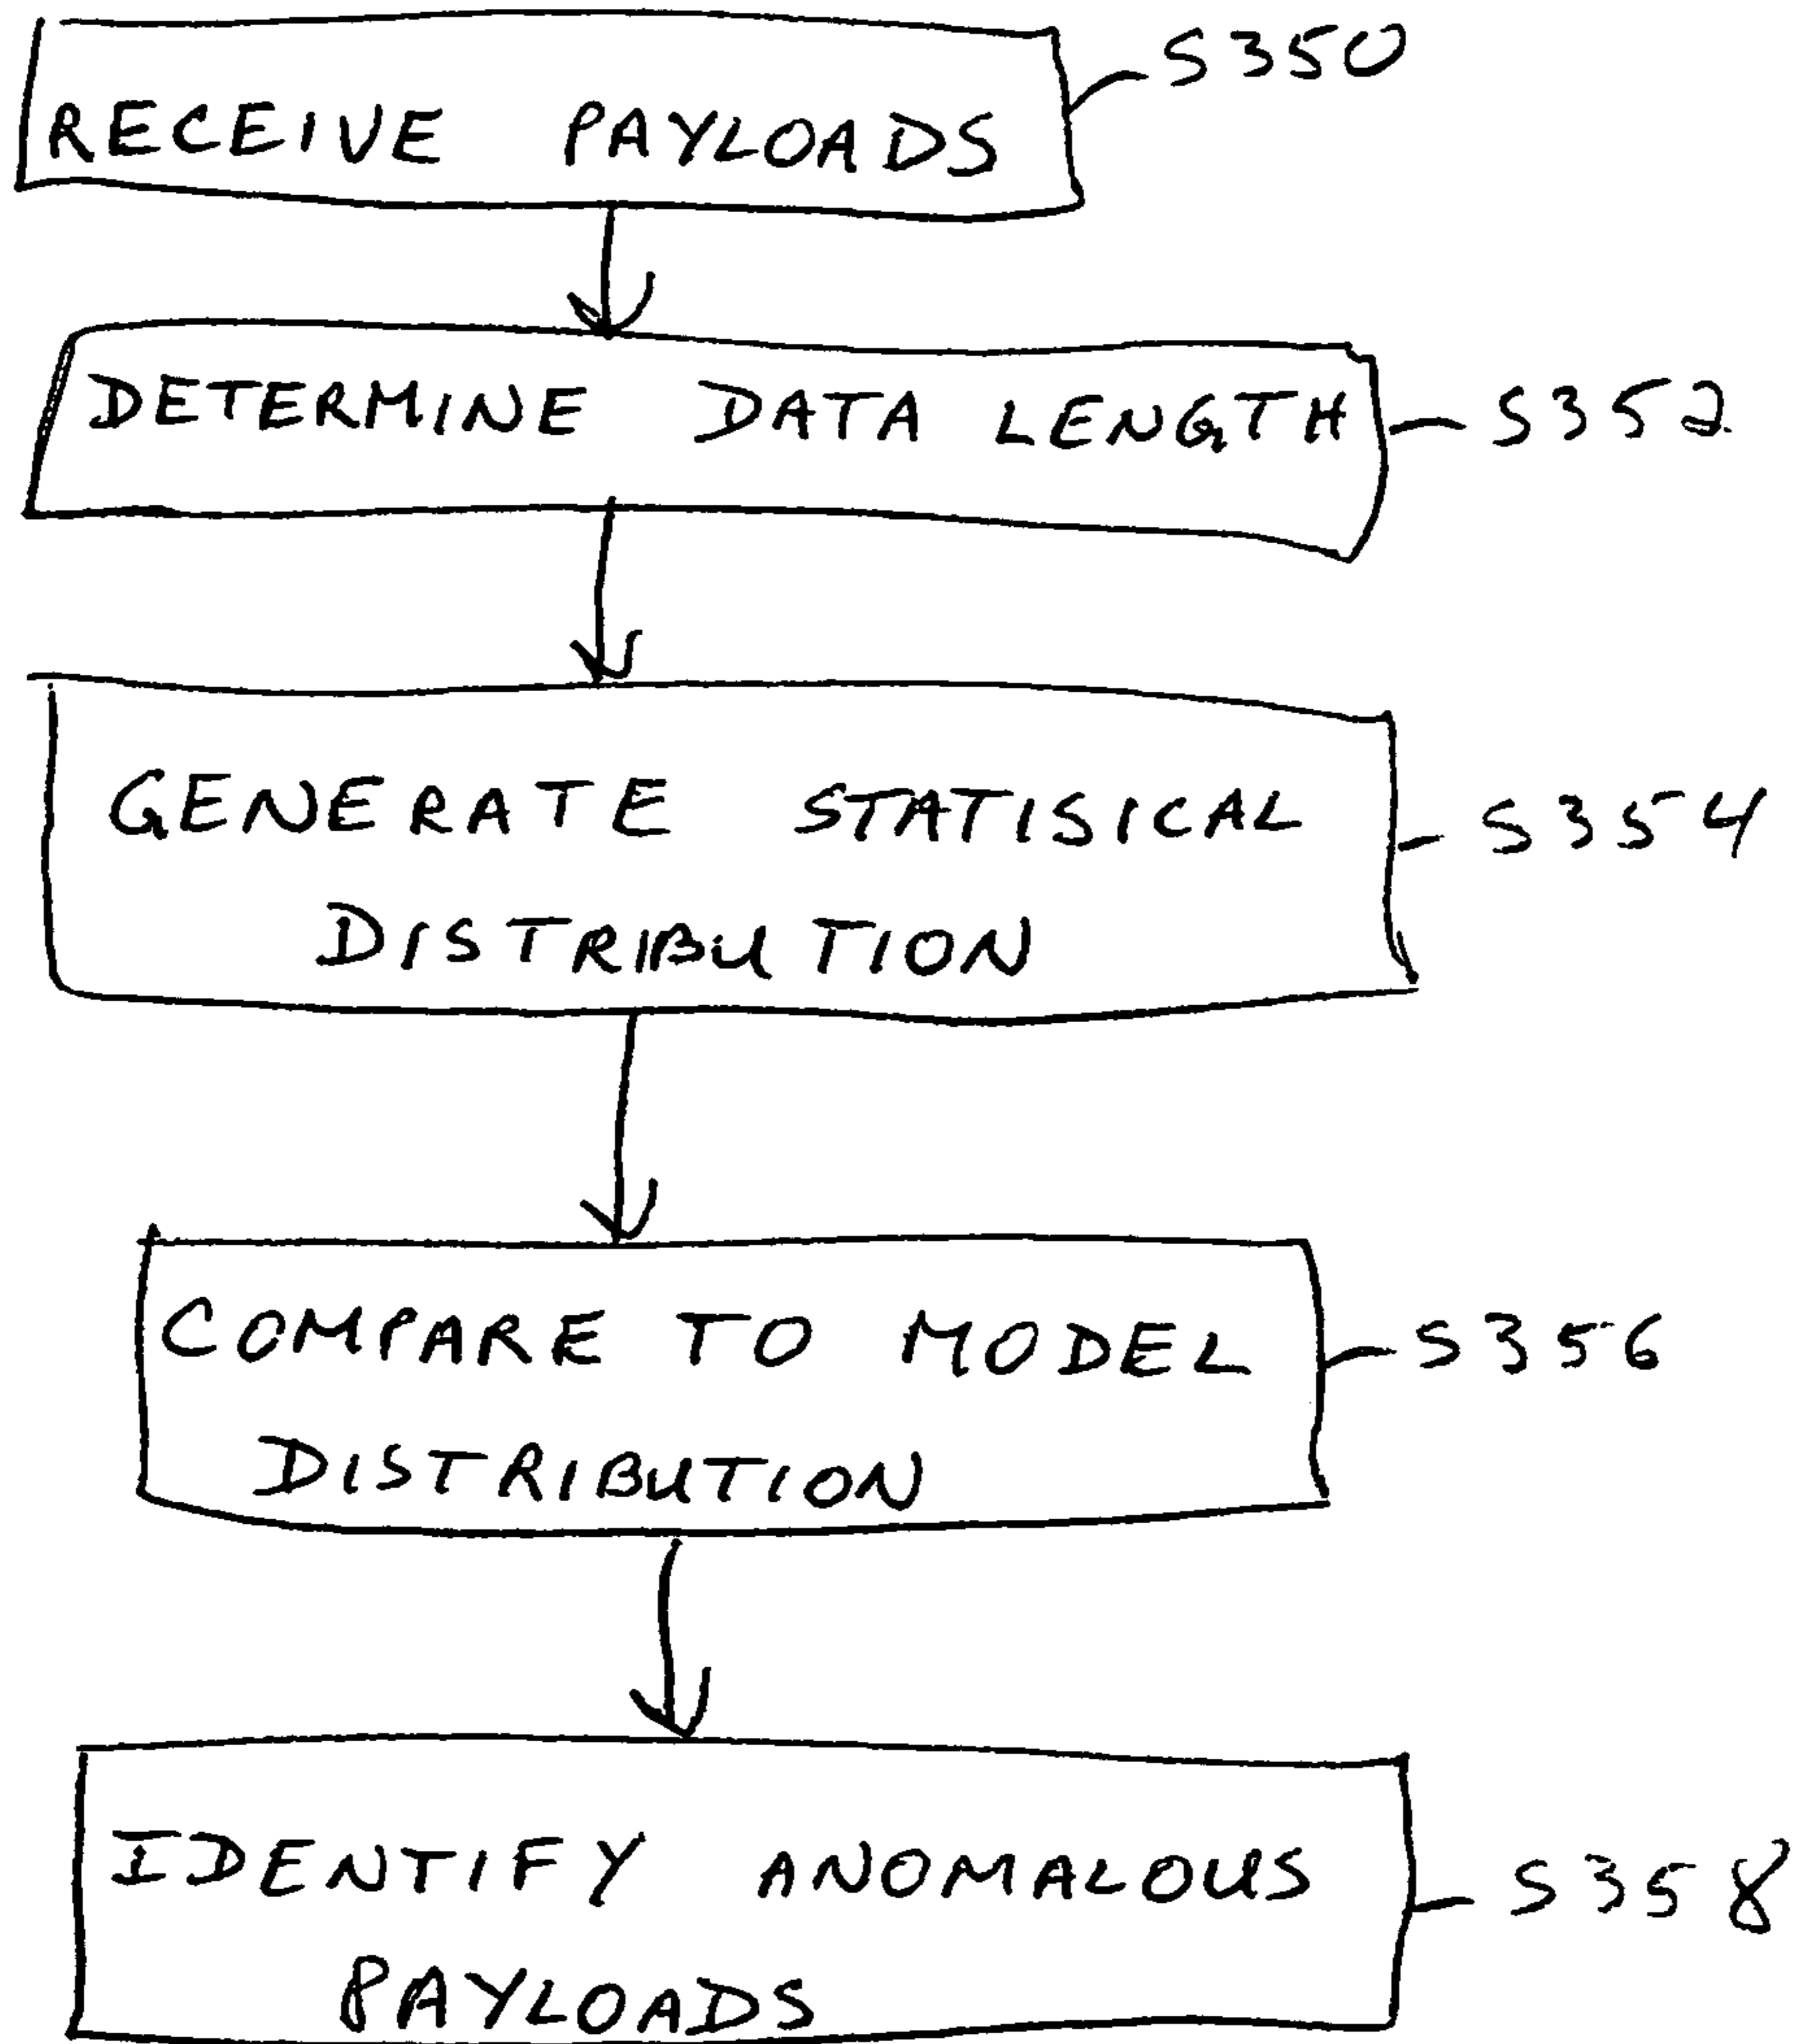 RECEIVE PAYLOADS S350
DETERMINE DATA LENGTH S352
GENERATE STATISICAL S354
DISTRIBUTION
COMPARE TO MODEL S356
DISTRIBUTION
IDENTIFY ANOMALOUS S358
PAYLOADS